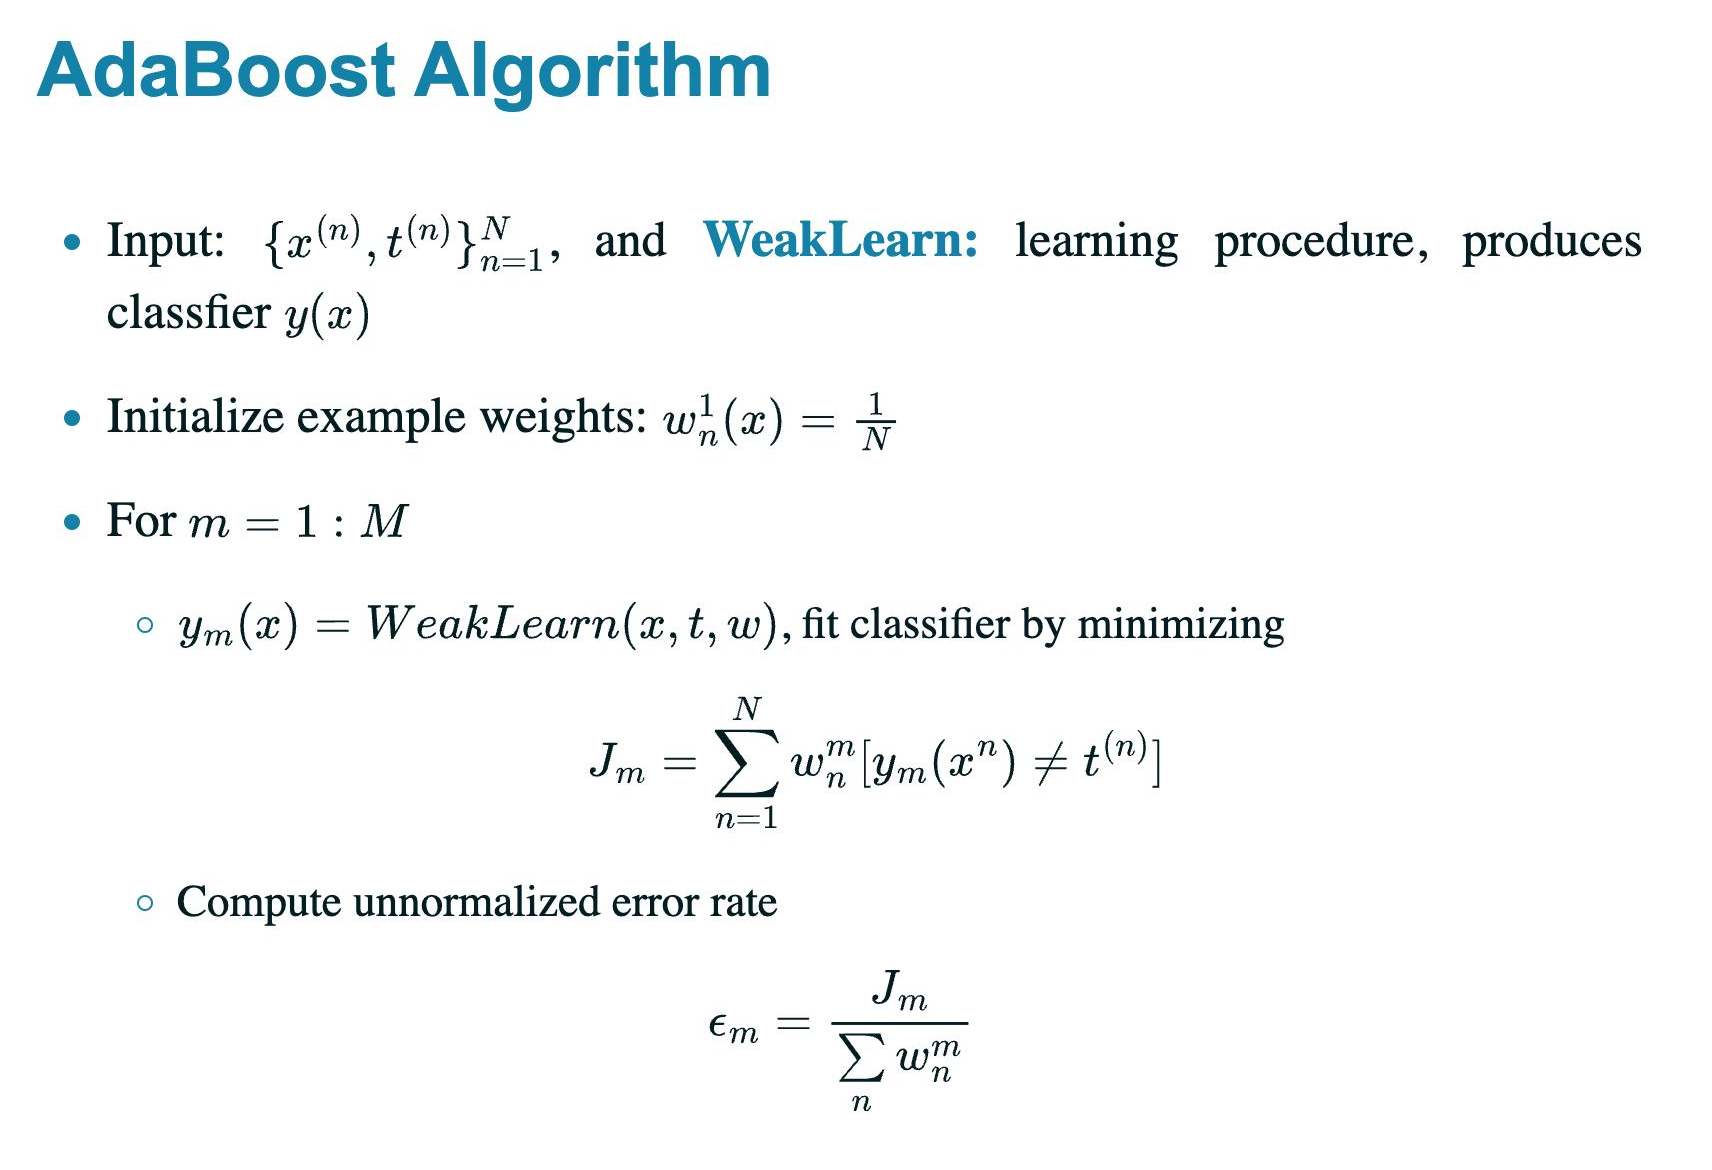 AdaBoost Algorithm
• Input: {x^{(n)}, t^{(n)}}_{n=1}^{N}, and WeakLearn: learning procedure, produces
classfier y(x)
• Initialize example weights: w_n^1(x) = \frac{1}{N}
• For m = 1 : M
◦ y_m(x) = WeakLearn(x, t, w), fit classifier by minimizing
J_m = \sum_{n=1}^{N} w_n^m [y_m(x^n) ≠ t^{(n)}]
◦ Compute unnormalized error rate
ϵ_m = \frac{J_m}{\sum_n w_n^m}